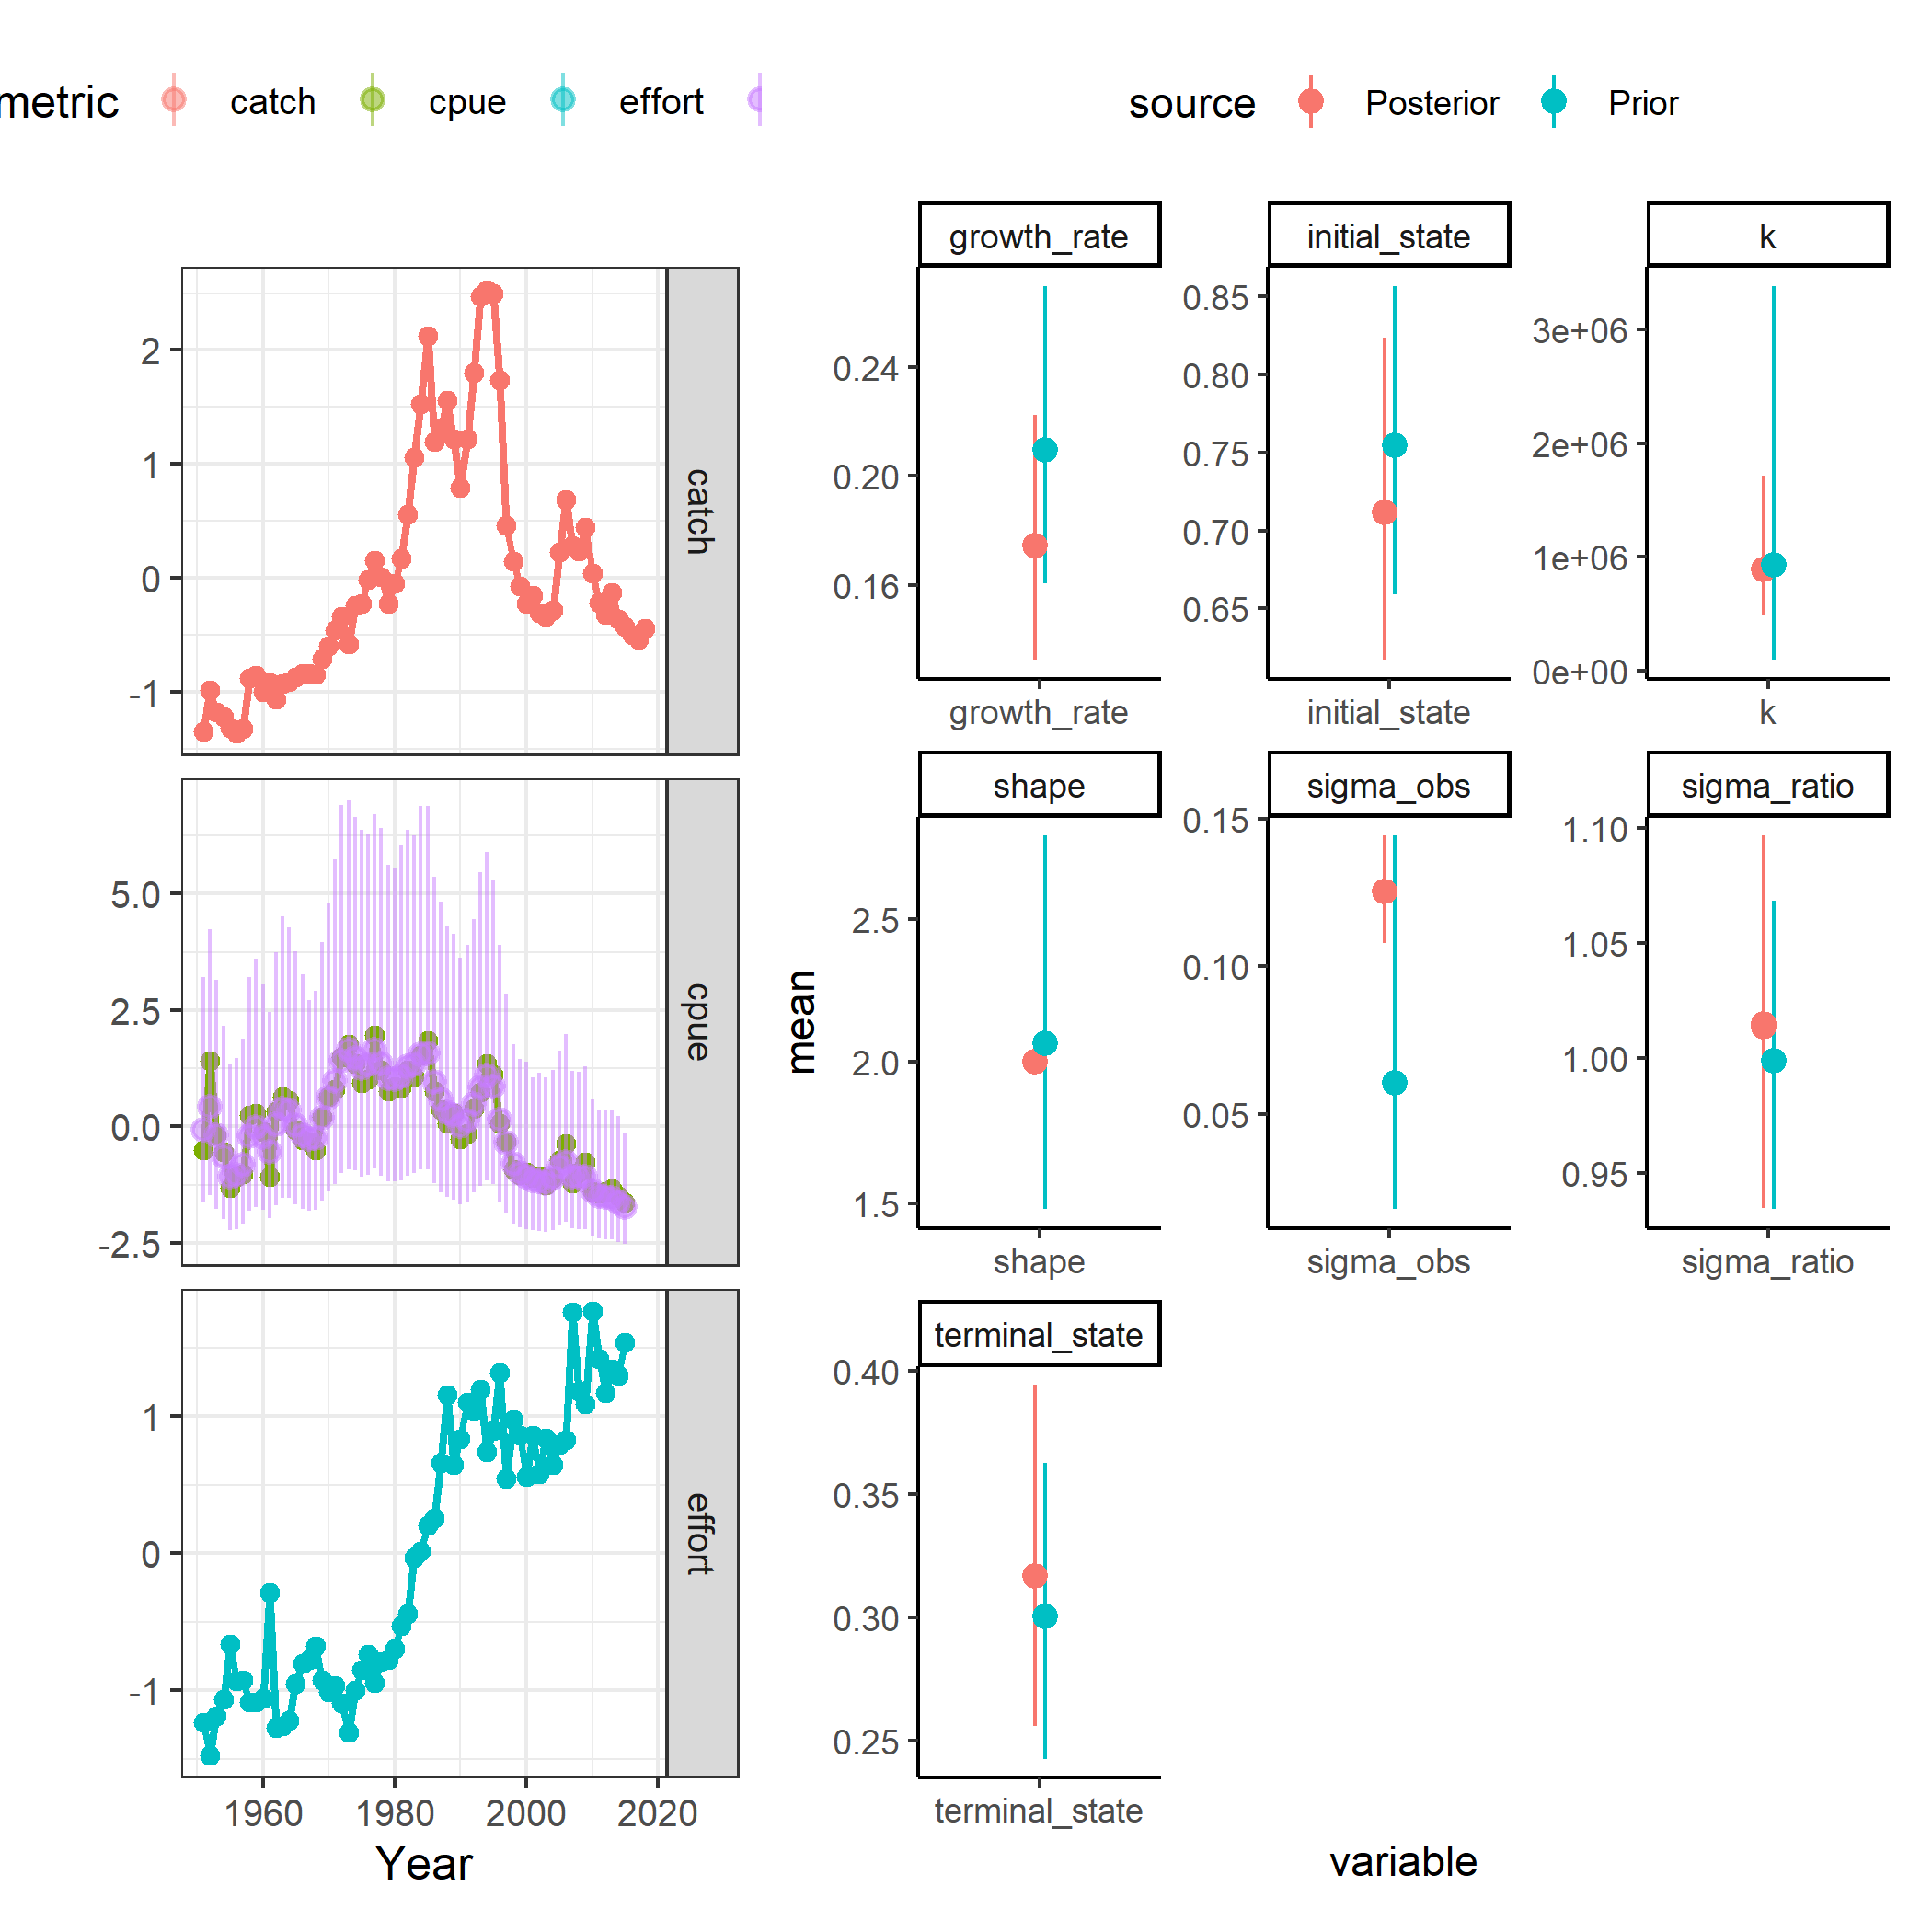 metric catch cpue effort
2
1
0
-1
catch
5.0
2.5
0.0
-2.5
cpue
1
0
-1
effort
1960 1980 2000 2020
Year
source Posterior Prior
growth_rate
0.24
0.20
0.16
growth_rate
initial_state
0.85
0.80
0.75
0.70
0.65
initial_state
k
3e+06
2e+06
1e+06
0e+00
k
mean
shape
2.5
2.0
1.5
shape
sigma_obs
0.15
0.10
0.05
sigma_obs
sigma_ratio
1.10
1.05
1.00
0.95
sigma_ratio
terminal_state
0.40
0.35
0.30
0.25
terminal_state
variable